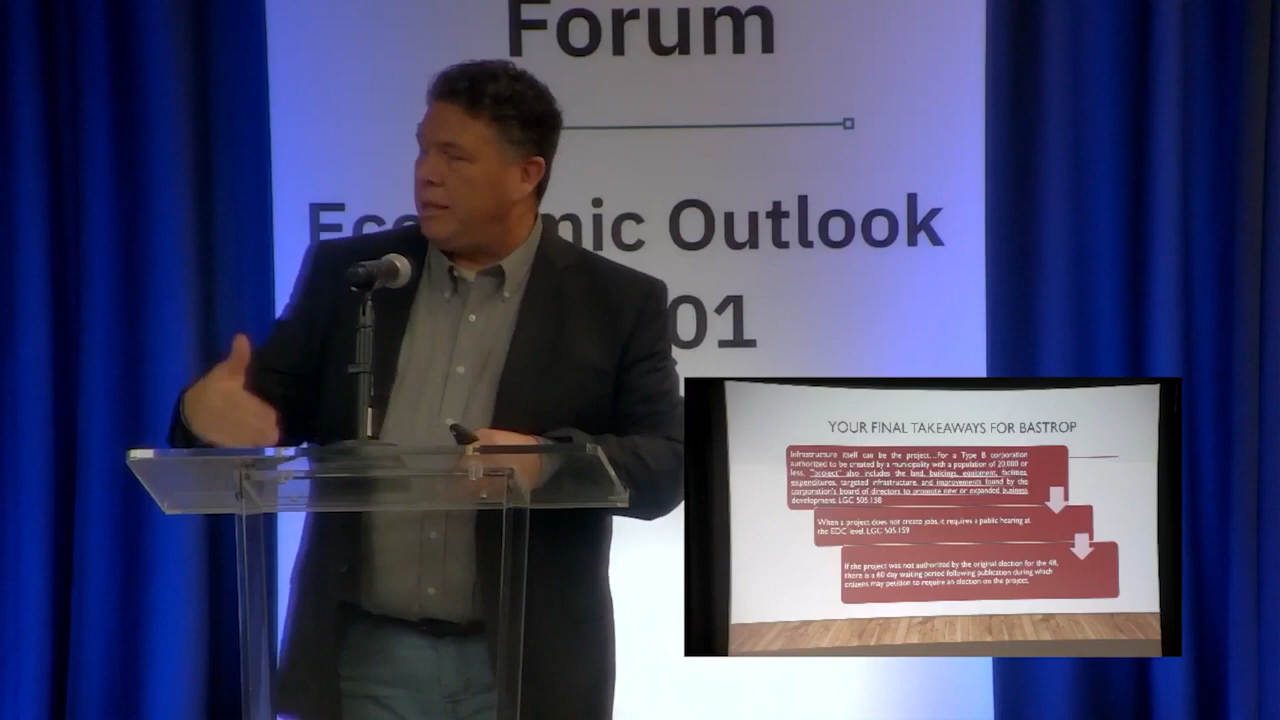 Forum
Economic Outlook
01
YOUR FINAL TAKEAWAYS FOR BASTROP
Infrastructure itself can be the project....For a Type B corporation
authorized to be created by a municipality with a population of 20,000 or
less, "project" also includes the land, buildings, equipment, facilities,
expenditures, targeted infrastructure, and improvements found by the
corporation's board of directors to promote new or expanded business
development. LGC 505.158
When a project does not create jobs, it requires a public hearing at
the EDC level. LGC 505.159
If the project was not authorized by the original election for the 4B,
there is a 60 day waiting period following publication during which
citizens may petition to require an election on the project.